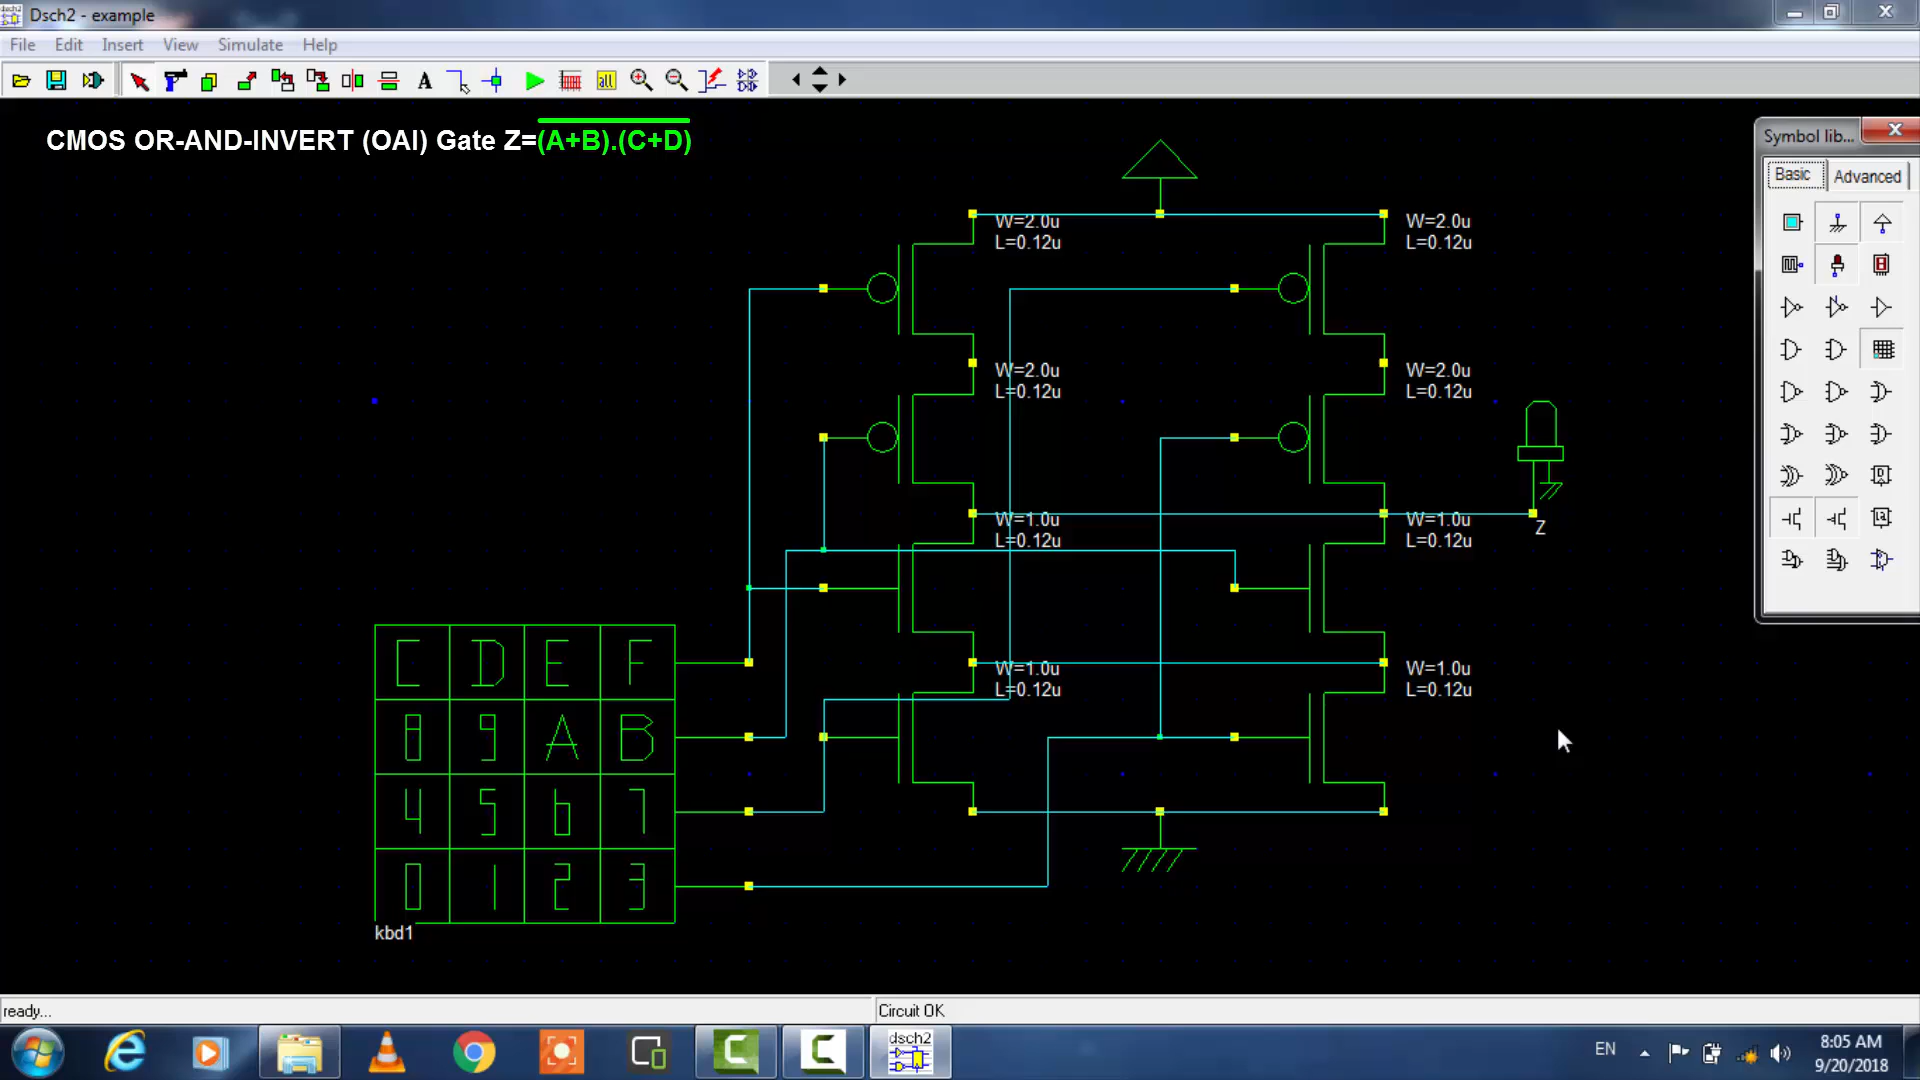 Dsch2 - example
File Edit Insert View Simulate Help
A
all
CMOS OR-AND-INVERT (OAI) Gate Z=(A+B).(C+D)
Symbol lib...
Basic Advanced
W=2.0u
L=0.12u
W=2.0u
L=0.12u
W=2.0u
L=0.12u
W=2.0u
L=0.12u
W=1.0u
L=0.12u
W=1.0u
L=0.12u
Z
W=1.0u
L=0.12u
W=1.0u
L=0.12u
C D E F
8 9 A B
4 5 6 7
0 1 2 3
kbd1
ready...
Circuit OK
dsch2
EN
8:05 AM
9/20/2018